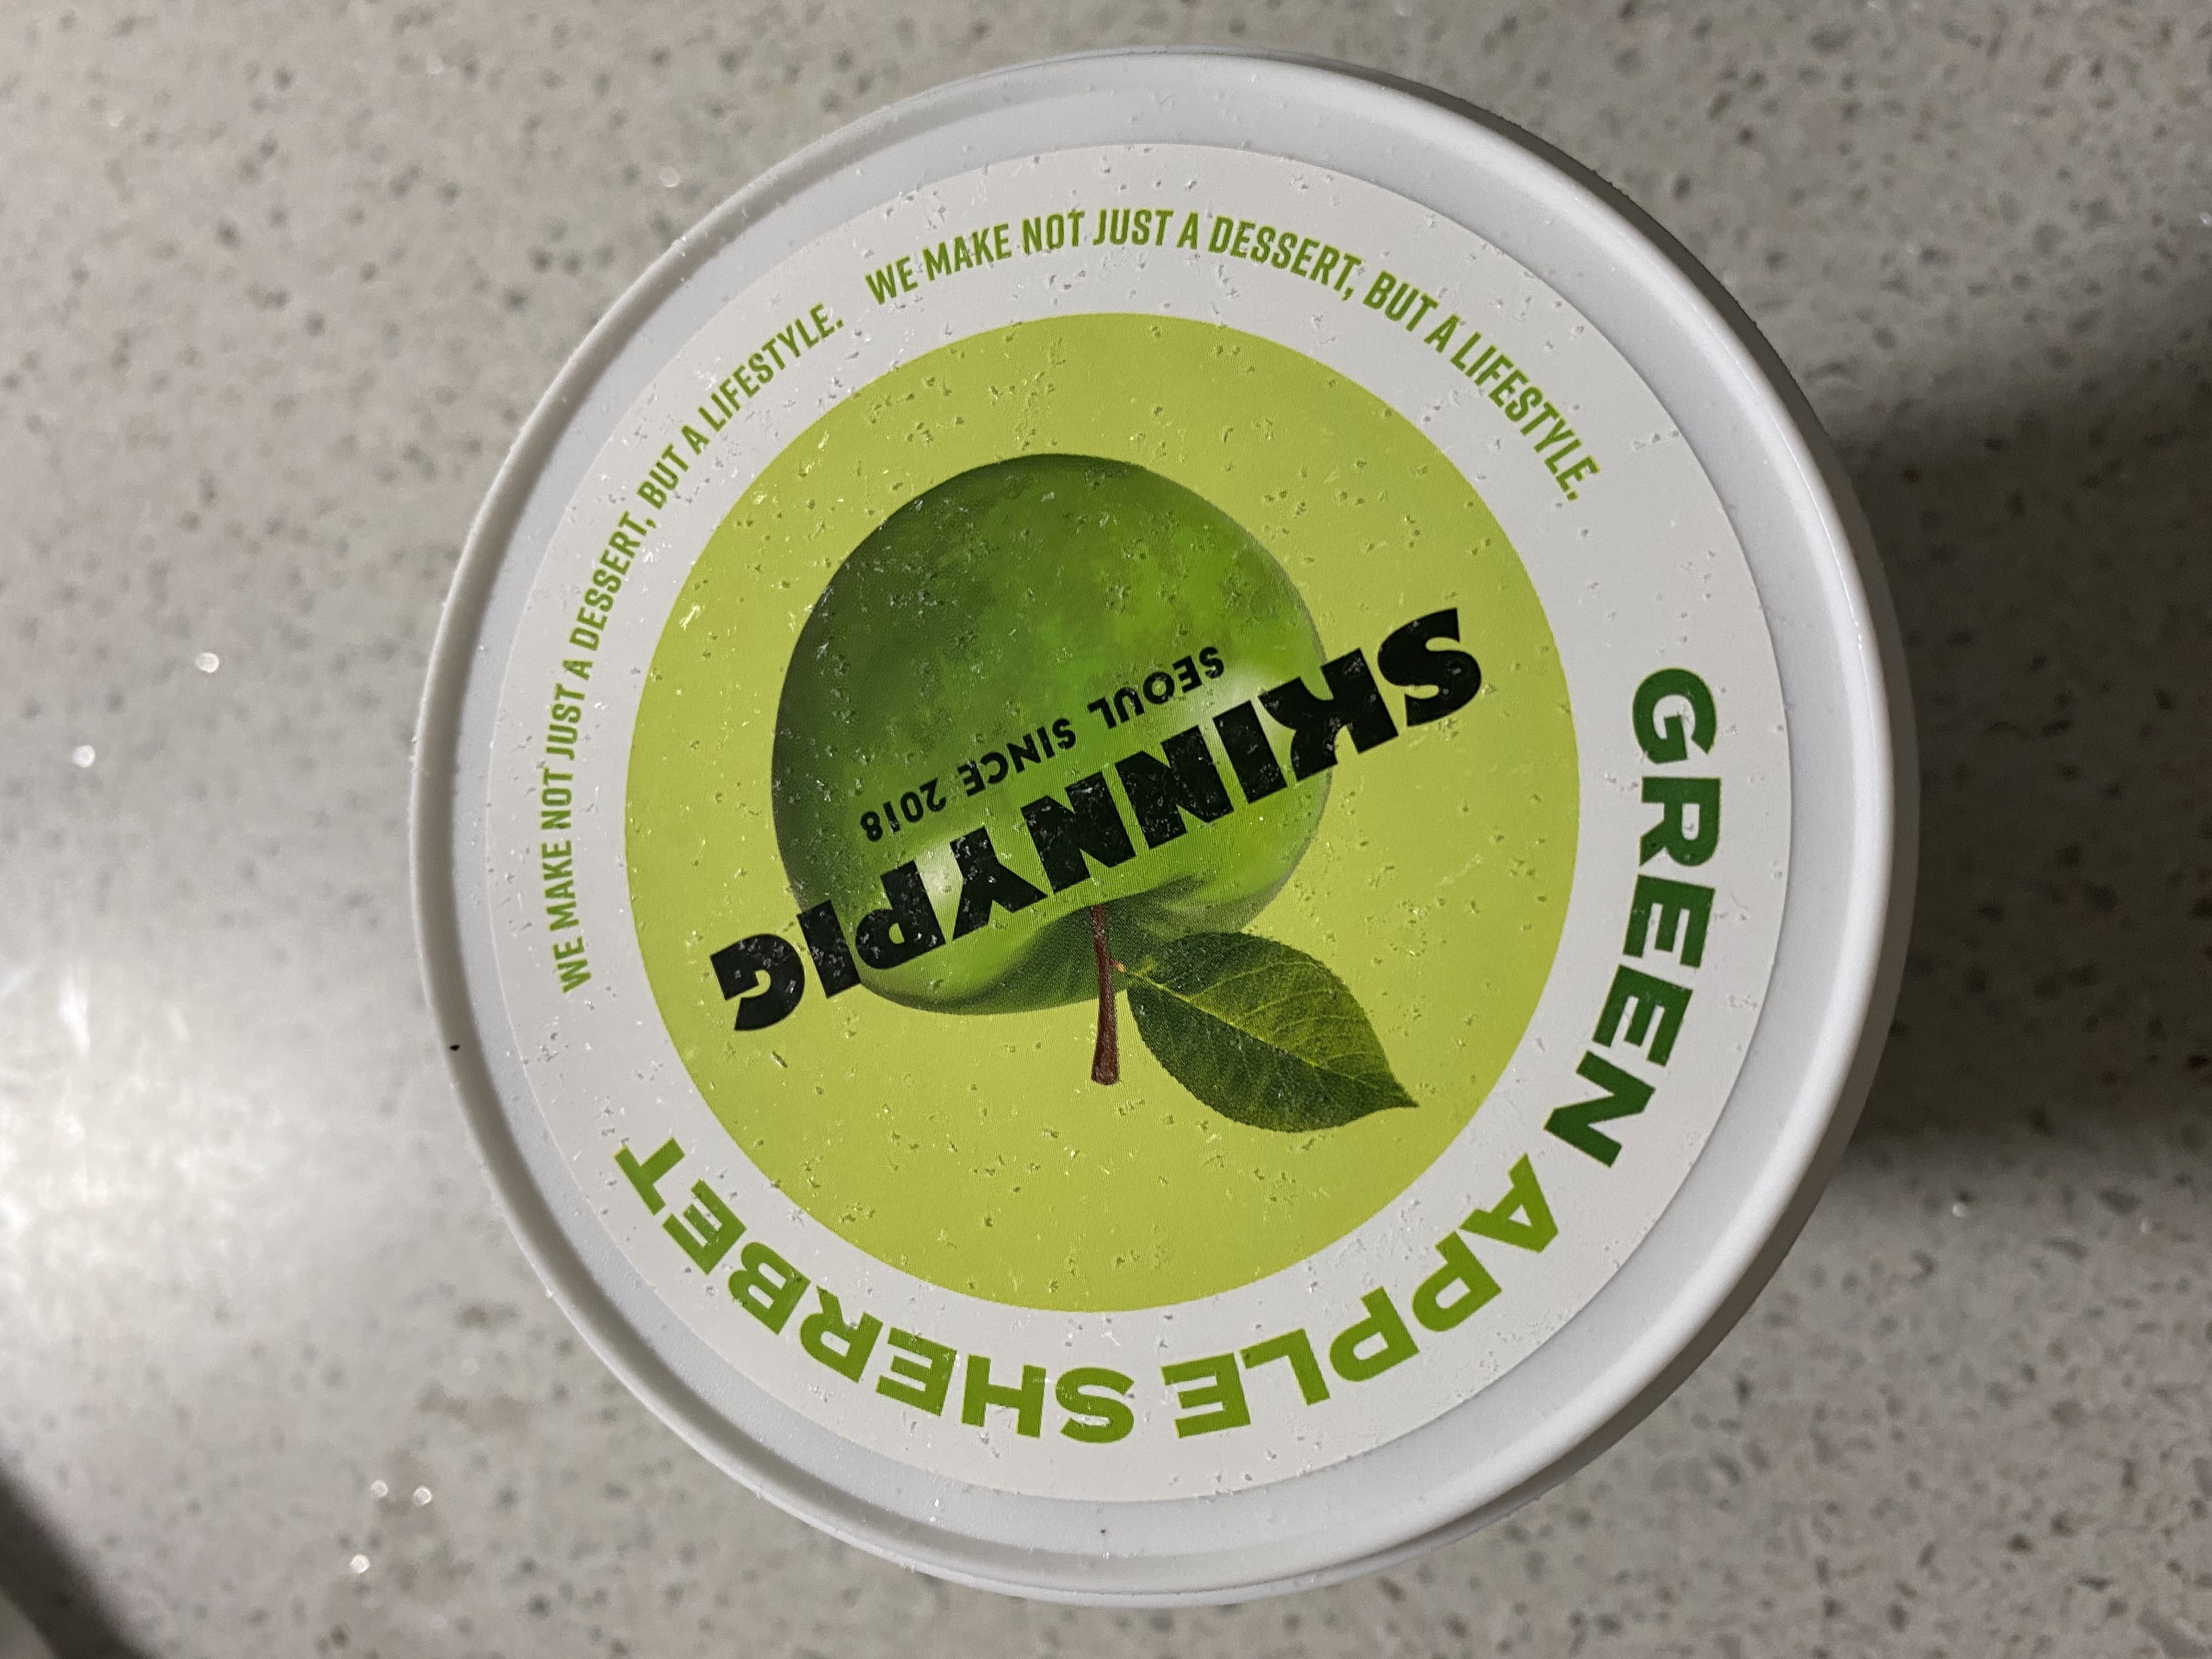 SKINNYPIG
SEOUL SINCE 2018
GREEN APPLE SHERBET
WE MAKE NOT JUST A DESSERT, BUT A LIFESTYLE.
WE MAKE NOT JUST A DESSERT, BUT A LIFESTYLE.